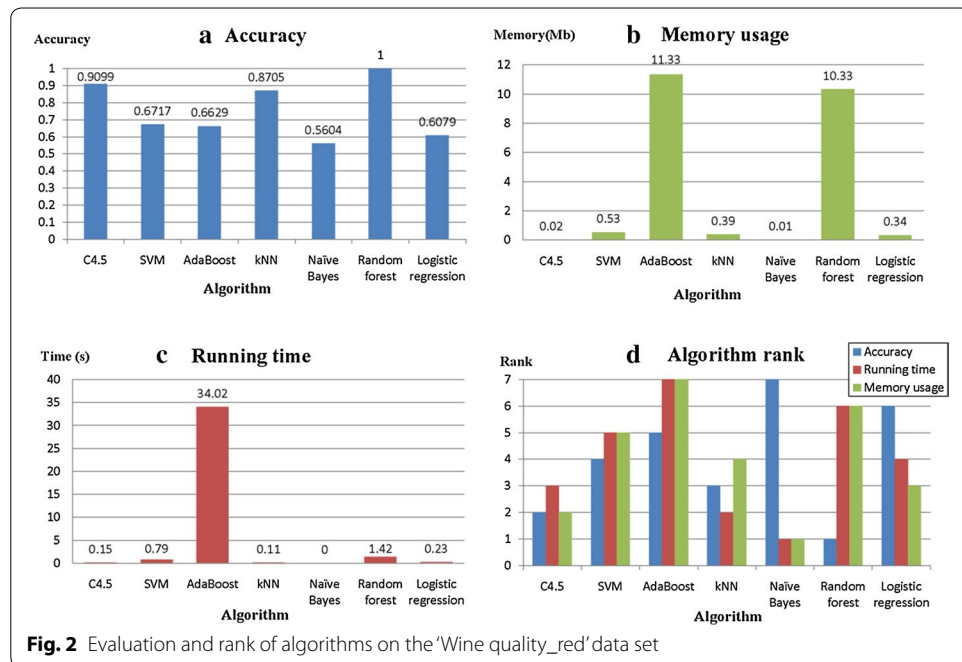 Accuracy
a Accuracy
1
0.9
0.8
0.7
0.6
0.5
0.4
0.3
0.2
0.1
0
0.9099
0.6717
0.6629
0.8705
0.5604
1
0.6079
C4.5
SVM
AdaBoost
kNN
Naïve Bayes
Random forest
Logistic regression
Algorithm
Memory(Mb)
b Memory usage
12
10
8
6
4
2
0
0.02
0.53
11.33
0.39
0.01
10.33
0.34
C4.5
SVM
AdaBoost
kNN
Naïve Bayes
Random forest
Logistic regression
Algorithm
Time (s)
c Running time
40
35
30
25
20
15
10
5
0
0.15
0.79
34.02
0.11
0
1.42
0.23
C4.5
SVM
AdaBoost
kNN
Naïve Bayes
Random forest
Logistic regression
Algorithm
Rank
d Algorithm rank
Accuracy
Running time
Memory usage
7
6
5
4
3
2
1
0
C4.5
SVM
AdaBoost
kNN
Naïve Bayes
Random forest
Logistic regression
Algorithm
Fig. 2 Evaluation and rank of algorithms on the ‘Wine quality_red’ data set